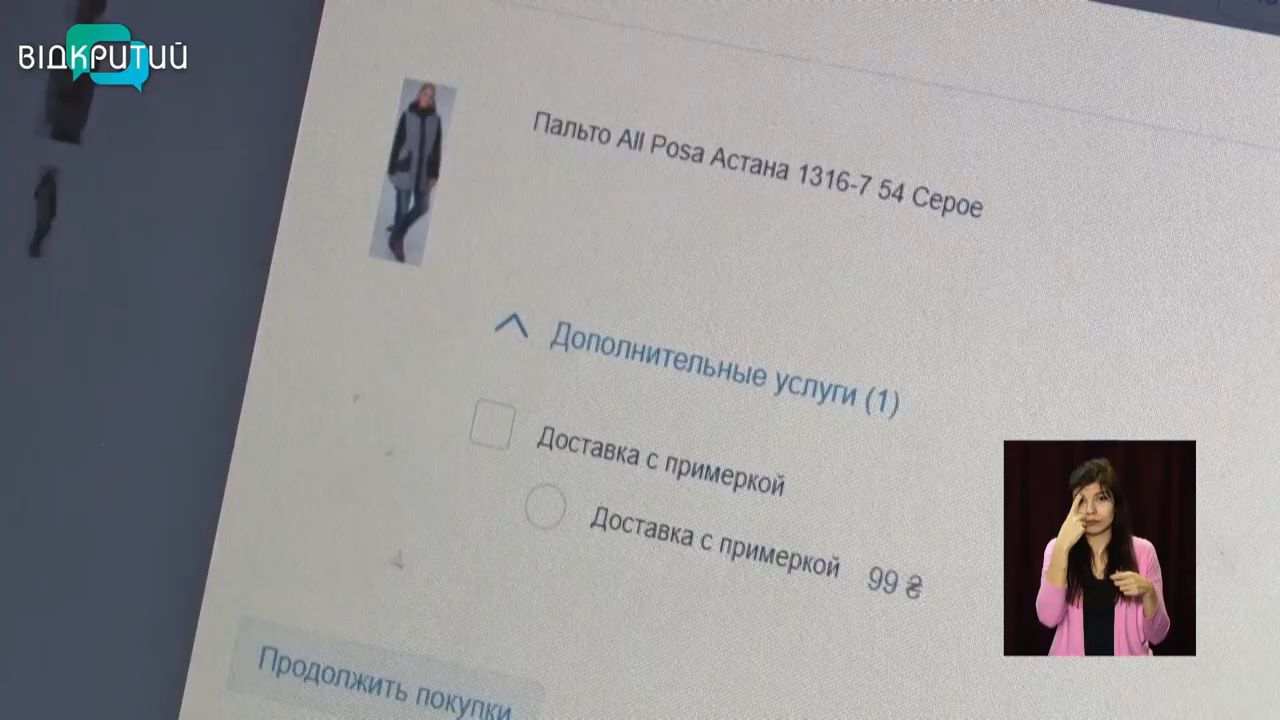 ВІДКРИТИЙ
Пальто All Posa Астана 1316-7 54 Серое
Дополнительные услуги (1)
Доставка с примеркой
Доставка с примеркой 99 ₴
Продолжить покупки